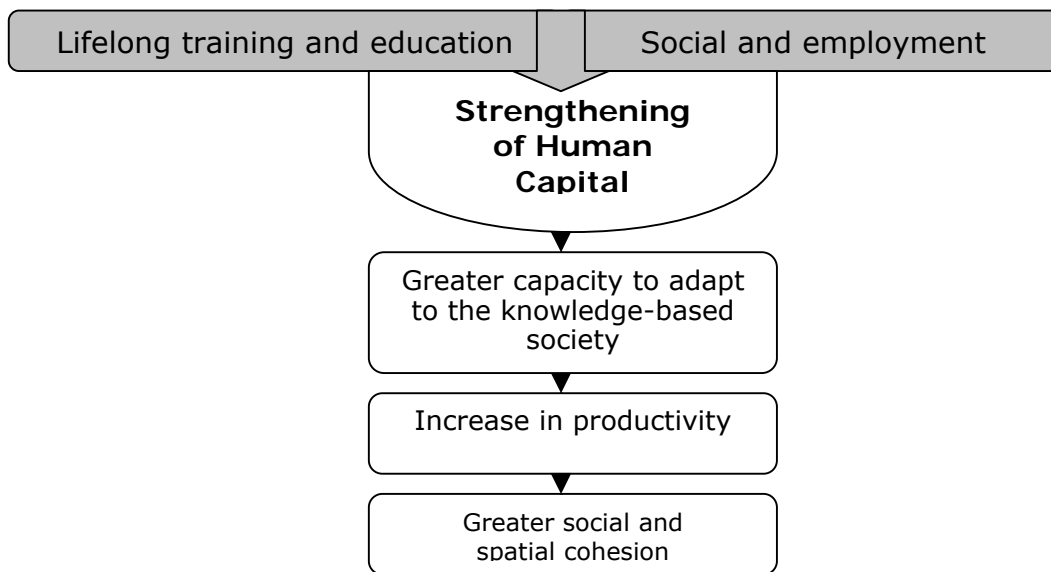 Lifelong training and education
Social and employment
Strengthening
of Human
Capital
Greater capacity to adapt
to the knowledge-based
society
Increase in productivity
Greater social and
spatial cohesion